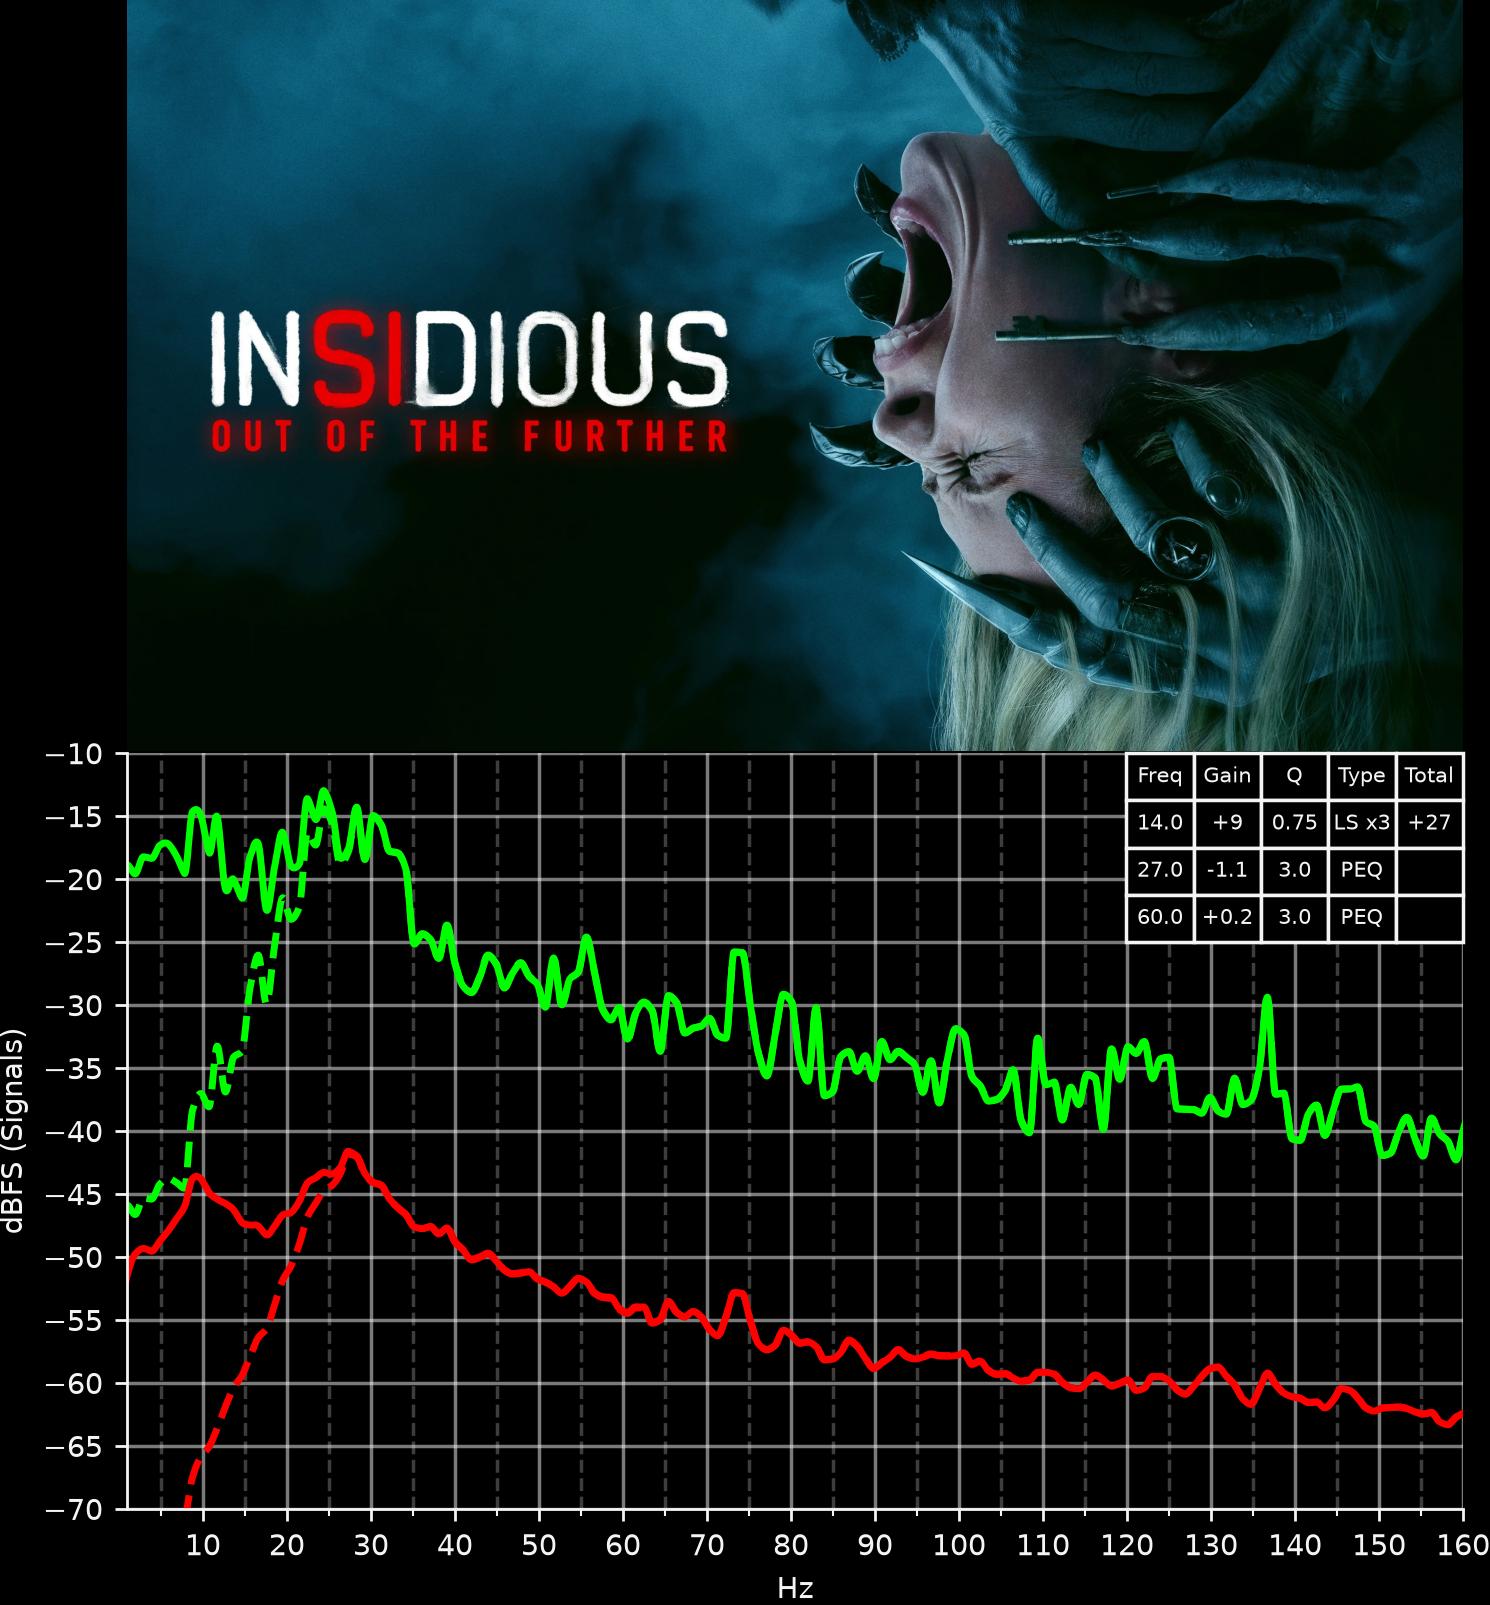 INSIDIOUS
OUT OF THE FURTHER
Freq Gain Q Type Total
14.0 +9 0.75 LS x3 +27
27.0 -1.1 3.0 PEQ
60.0 +0.2 3.0 PEQ
−10
−15
−20
−25
−30
−35
−40
−45
−50
−55
−60
−65
−70
dBFS (Signals)
10 20 30 40 50 60 70 80 90 100 110 120 130 140 150 160
Hz